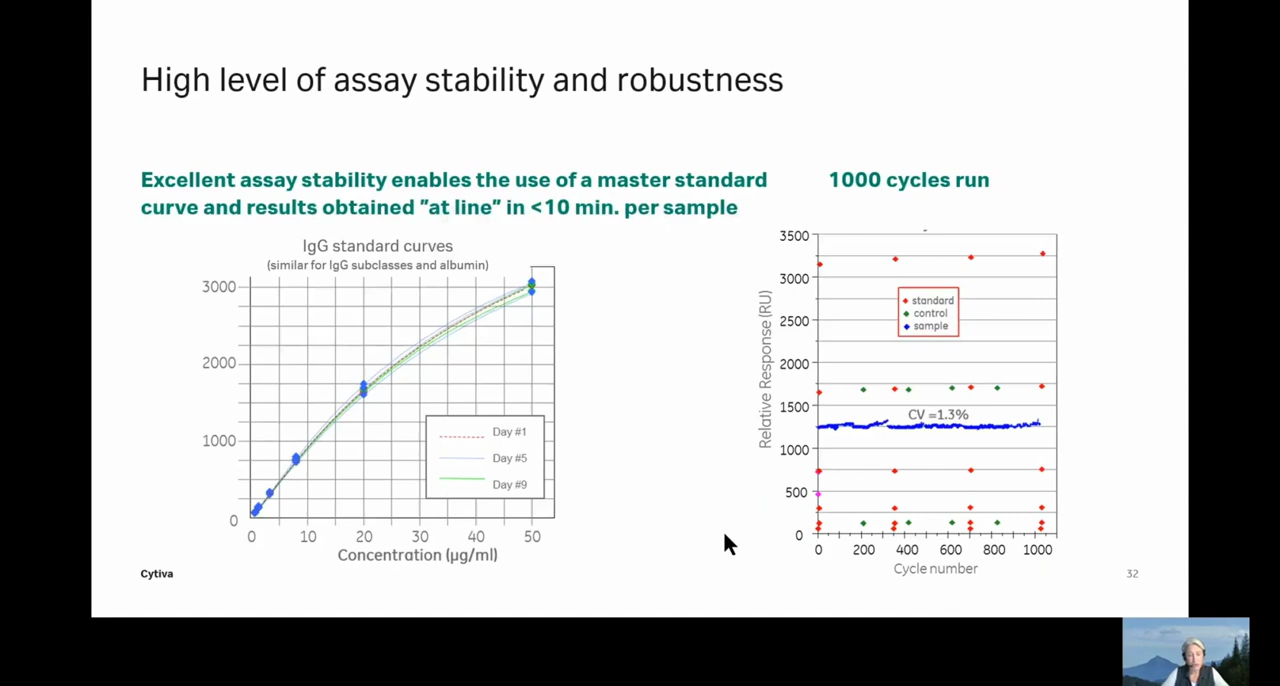 High level of assay stability and robustness
Excellent assay stability enables the use of a master standard
curve and results obtained ”at line” in <10 min. per sample
IgG standard curves
(similar for IgG subclasses and albumin)
3000
2000
1000
0
0 10 20 30 40 50
Concentration (µg/ml)
Day #1
Day #5
Day #9
1000 cycles run
Relative Response (RU)
3500
3000
2500
2000
1500
1000
500
0
standard
control
sample
CV =1.3%
0 200 400 600 800 1000
Cycle number
Cytiva
32